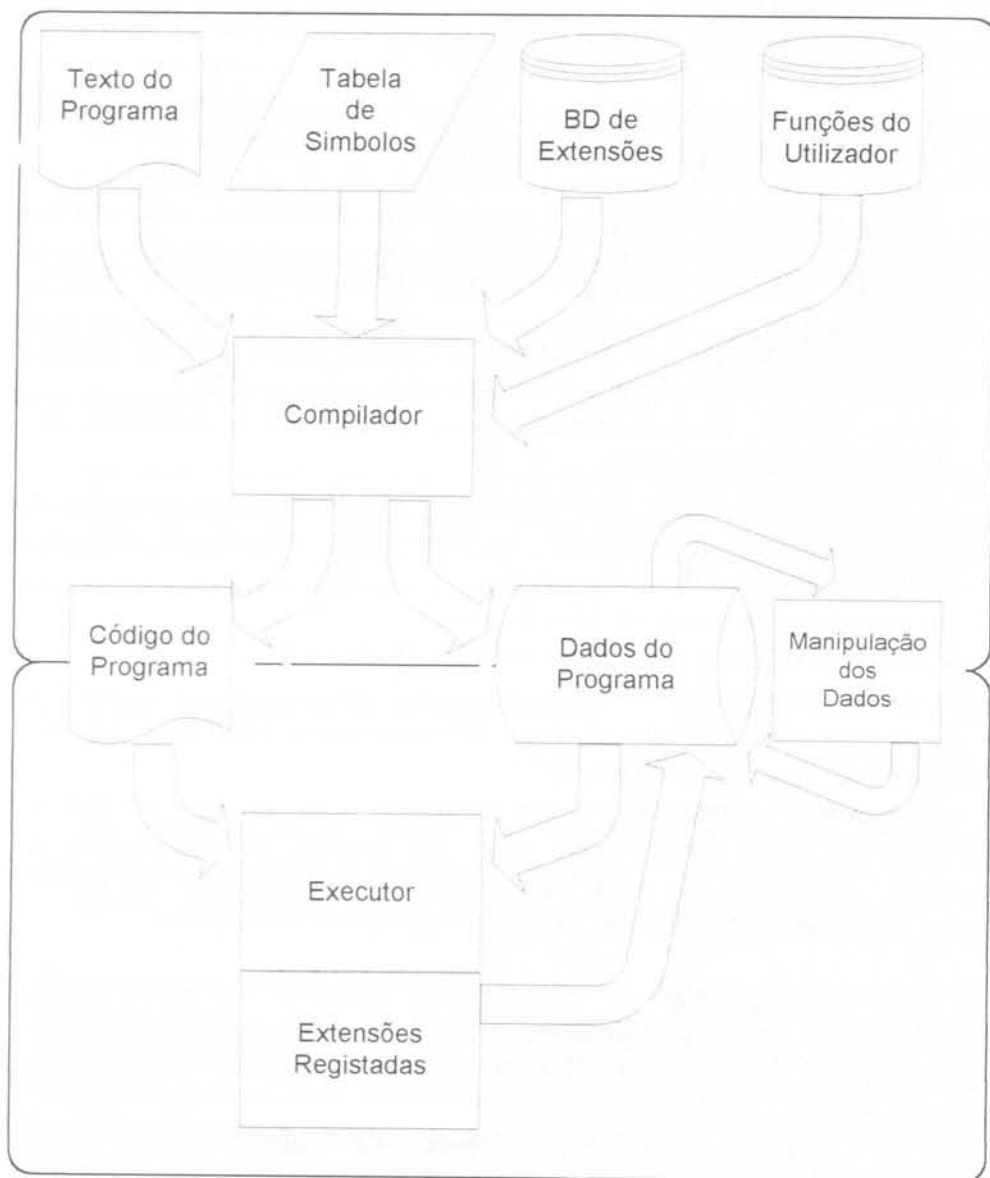 Texto do
Programa
Tabela
de
Simbolos
BD de
Extensões
Funções do
Utilizador
Compilador
Código do
Programa
Dados do
Programa
Manipulação
dos
Dados
Executor
Extensões
Registadas